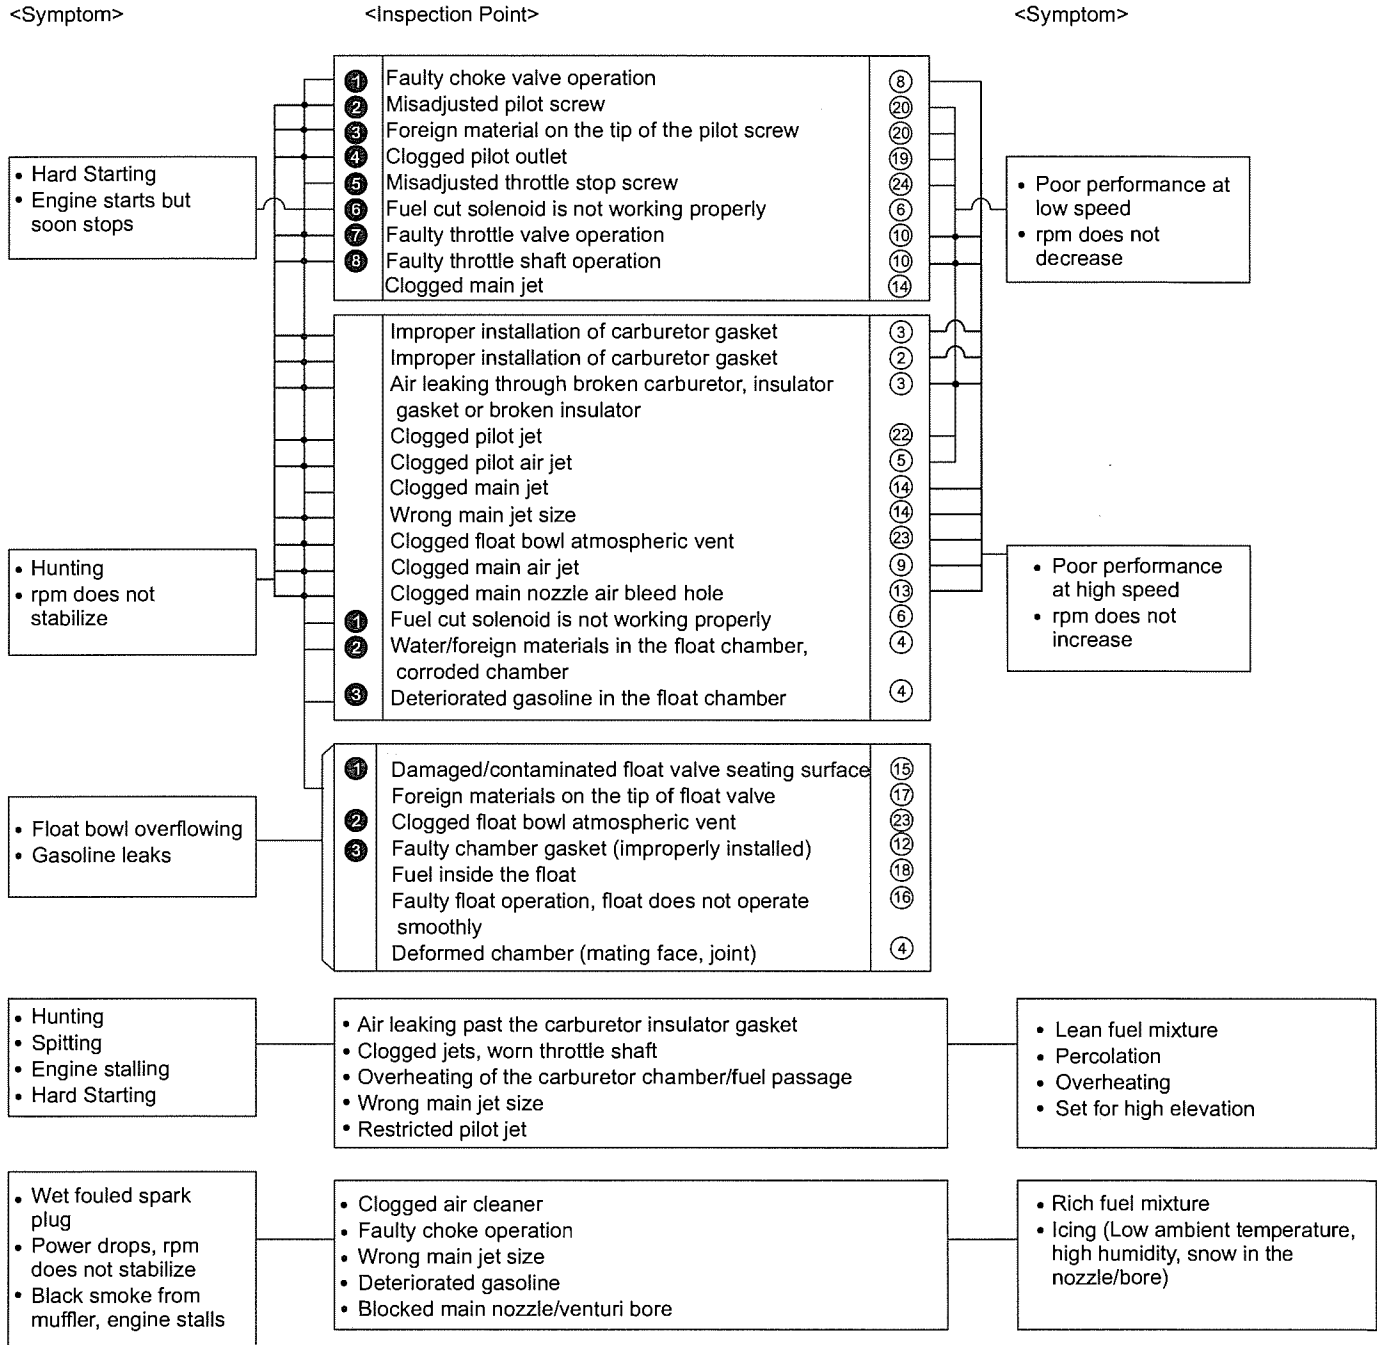 <Symptom> <Inspection Point> <Symptom>
• Hard Starting
• Engine starts but
soon stops
1 Faulty choke valve operation 8
2 Misadjusted pilot screw 20
3 Foreign material on the tip of the pilot screw 20
4 Clogged pilot outlet 19
5 Misadjusted throttle stop screw 24
6 Fuel cut solenoid is not working properly 6
7 Faulty throttle valve operation 10
8 Faulty throttle shaft operation 10
Clogged main jet 14
• Poor performance at
low speed
• rpm does not
decrease
• Hunting
• rpm does not
stabilize
Improper installation of carburetor gasket 3
Improper installation of carburetor gasket 2
Air leaking through broken carburetor, insulator 3
gasket or broken insulator
Clogged pilot jet 22
Clogged pilot air jet 5
Clogged main jet 14
Wrong main jet size 14
Clogged float bowl atmospheric vent 23
Clogged main air jet 9
Clogged main nozzle air bleed hole 13
1 Fuel cut solenoid is not working properly 6
2 Water/foreign materials in the float chamber, 4
corroded chamber
3 Deteriorated gasoline in the float chamber 4
• Poor performance
at high speed
• rpm does not
increase
• Float bowl overflowing
• Gasoline leaks
1 Damaged/contaminated float valve seating surface 15
Foreign materials on the tip of float valve 17
2 Clogged float bowl atmospheric vent 23
3 Faulty chamber gasket (improperly installed) 12
Fuel inside the float 18
Faulty float operation, float does not operate 16
smoothly
Deformed chamber (mating face, joint) 4
• Hunting
• Spitting
• Engine stalling
• Hard Starting
• Air leaking past the carburetor insulator gasket
• Clogged jets, worn throttle shaft
• Overheating of the carburetor chamber/fuel passage
• Wrong main jet size
• Restricted pilot jet
• Lean fuel mixture
• Percolation
• Overheating
• Set for high elevation
• Wet fouled spark
plug
• Power drops, rpm
does not stabilize
• Black smoke from
muffler, engine stalls
• Clogged air cleaner
• Faulty choke operation
• Wrong main jet size
• Deteriorated gasoline
• Blocked main nozzle/venturi bore
• Rich fuel mixture
• Icing (Low ambient temperature,
high humidity, snow in the
nozzle/bore)